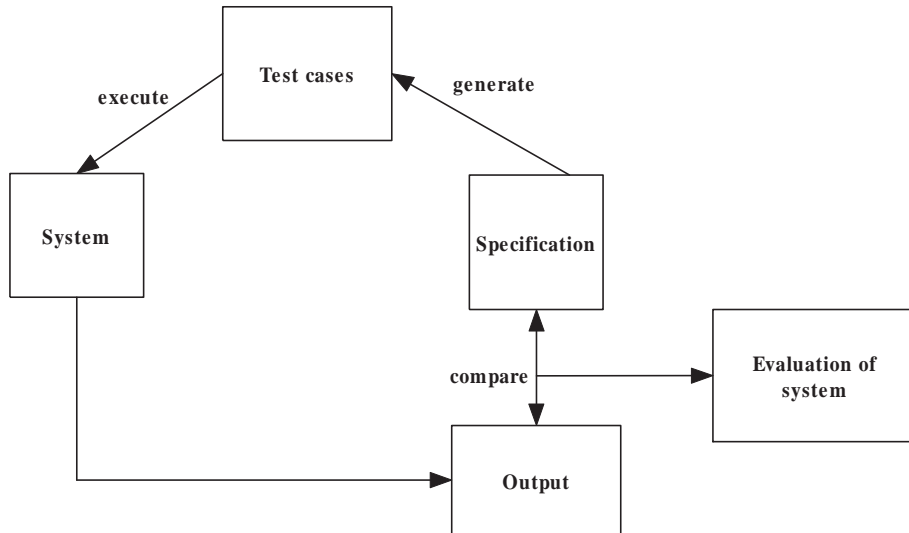 Test cases
generate
execute
System
Specification
compare
Evaluation of
system
Output